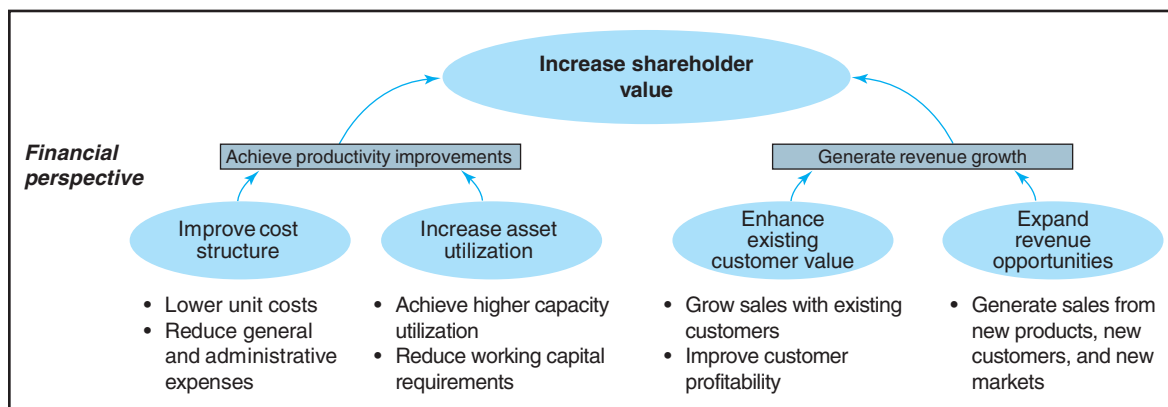 Increase shareholder
value
Financial
perspective
Achieve productivity improvements
Generate revenue growth
Improve cost
structure
Increase asset
utilization
Enhance
existing
customer value
Expand
revenue
opportunities
• Lower unit costs
• Reduce general
and administrative
expenses
• Achieve higher capacity
utilization
• Reduce working capital
requirements
• Grow sales with existing
customers
• Improve customer
profitability
• Generate sales from
new products, new
customers, and new
markets